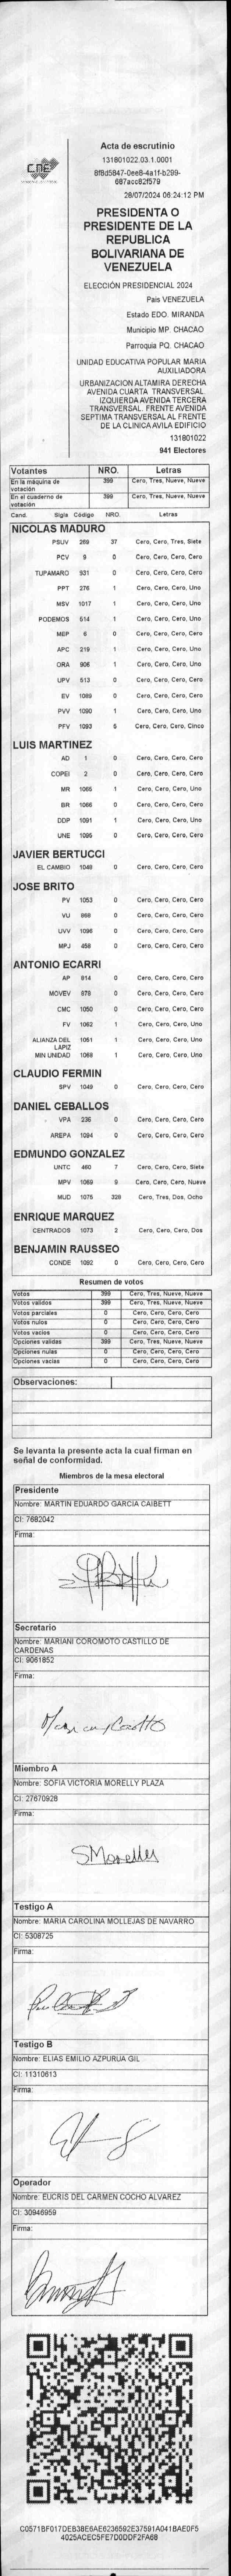 CNE
Acta de escrutinio
131801022.03.1.0001
8f8d5847-0ee8-4a1f-b299-
687acc82f579
28/07/2024 06:24:12 PM
PRESIDENTA O
PRESIDENTE DE LA
REPUBLICA
BOLIVARIANA DE
VENEZUELA
ELECCIÓN PRESIDENCIAL 2024
Pais VENEZUELA
Estado EDO. MIRANDA
Municipio MP. CHACAO
Parroquia PQ. CHACAO
UNIDAD EDUCATIVA POPULAR MARIA
AUXILIADORA
URBANIZACION ALTAMIRA DERECHA
AVENIDA CUARTA TRANSVERSAL.
IZQUIERDA AVENIDA TERCERA
TRANSVERSAL. FRENTE AVENIDA
SEPTIMA TRANSVERSAL AL FRENTE
DE LA CLINICA AVILA EDIFICIO
131801022
941 Electores
Votantes NRO. Letras
En la máquina de votación 399 Cero, Tres, Nueve, Nueve
En el cuaderno de votación 399 Cero, Tres, Nueve, Nueve
Cand. Sigla Código NRO. Letras
NICOLAS MADURO
PSUV 269 37 Cero, Cero, Tres, Siete
PCV 9 0 Cero, Cero, Cero, Cero
TUPAMARO 931 0 Cero, Cero, Cero, Cero
PPT 276 1 Cero, Cero, Cero, Uno
MSV 1017 1 Cero, Cero, Cero, Uno
PODEMOS 514 1 Cero, Cero, Cero, Uno
MEP 6 0 Cero, Cero, Cero, Cero
APC 219 1 Cero, Cero, Cero, Uno
ORA 906 1 Cero, Cero, Cero, Uno
UPV 513 0 Cero, Cero, Cero, Cero
EV 1089 0 Cero, Cero, Cero, Cero
PVV 1090 1 Cero, Cero, Cero, Uno
PFV 1093 5 Cero, Cero, Cero, Cinco
LUIS MARTINEZ
AD 1 0 Cero, Cero, Cero, Cero
COPEI 2 0 Cero, Cero, Cero, Cero
MR 1065 1 Cero, Cero, Cero, Uno
BR 1066 0 Cero, Cero, Cero, Cero
DDP 1091 1 Cero, Cero, Cero, Uno
UNE 1095 0 Cero, Cero, Cero, Cero
JAVIER BERTUCCI
EL CAMBIO 1048 0 Cero, Cero, Cero, Cero
JOSE BRITO
PV 1053 0 Cero, Cero, Cero, Cero
VU 868 0 Cero, Cero, Cero, Cero
UVV 1096 0 Cero, Cero, Cero, Cero
MPJ 458 0 Cero, Cero, Cero, Cero
ANTONIO ECARRI
AP 814 0 Cero, Cero, Cero, Cero
MOVEV 979 0 Cero, Cero, Cero, Cero
CMC 1050 0 Cero, Cero, Cero, Cero
FV 1062 1 Cero, Cero, Cero, Uno
ALIANZA DEL LAPIZ 1051 1 Cero, Cero, Cero, Uno
MIN UNIDAD 1068 1 Cero, Cero, Cero, Uno
CLAUDIO FERMIN
SPV 1049 0 Cero, Cero, Cero, Cero
DANIEL CEBALLOS
VPA 236 0 Cero, Cero, Cero, Cero
AREPA 1094 0 Cero, Cero, Cero, Cero
EDMUNDO GONZALEZ
UNTC 460 7 Cero, Cero, Cero, Siete
MPV 1069 9 Cero, Cero, Cero, Nueve
MUD 1075 328 Cero, Tres, Dos, Ocho
ENRIQUE MARQUEZ
CENTRADOS 1073 2 Cero, Cero, Cero, Dos
BENJAMIN RAUSSEO
CONDE 1092 0 Cero, Cero, Cero, Cero
Resumen de votos
Votos 399 Cero, Tres, Nueve, Nueve
Votos validos 399 Cero, Tres, Nueve, Nueve
Votos parciales 0 Cero, Cero, Cero, Cero
Votos nulos 0 Cero, Cero, Cero, Cero
Votos vacios 0 Cero, Cero, Cero, Cero
Opciones validas 399 Cero, Tres, Nueve, Nueve
Opciones nulas 0 Cero, Cero, Cero, Cero
Opciones vacias 0 Cero, Cero, Cero, Cero
Observaciones:
Se levanta la presente acta la cual firman en
señal de conformidad.
Miembros de la mesa electoral
Presidente
Nombre: MARTIN EDUARDO GARCIA CAIBETT
CI: 7682042
Firma:
Secretario
Nombre: MARIANI COROMOTO CASTILLO DE
CARDENAS
CI: 9061852
Firma:
Miembro A
Nombre: SOFIA VICTORIA MORELLY PLAZA
CI: 27670928
Firma:
SMorelly
Testigo A
Nombre: MARIA CAROLINA MOLLEJAS DE NAVARRO
CI: 5308725
Firma:
Testigo B
Nombre: ELIAS EMILIO AZPURUA GIL
CI: 11310613
Firma:
Operador
Nombre: EUCRIS DEL CARMEN COCHO ALVAREZ
CI: 30946959
Firma:
C0571BF017DEB38E6AE6236592E37591A041BAE0F5
4025ACEC5FE7D0DDF2FA68